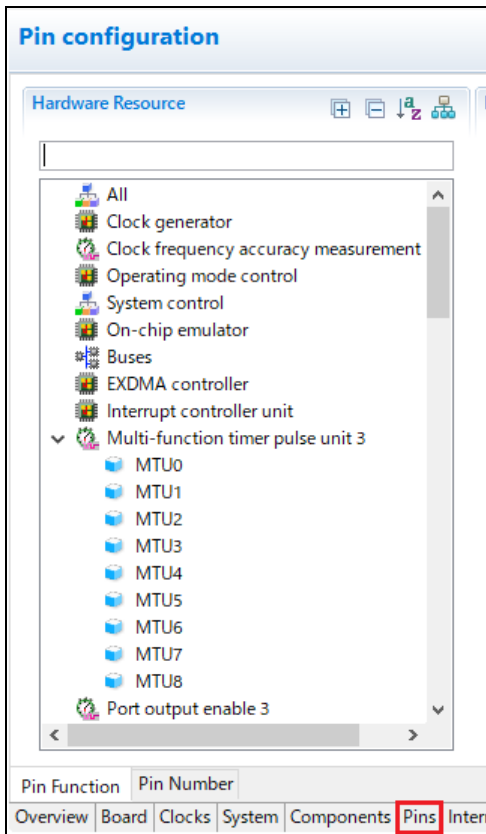 Pin configuration
Hardware Resource
All
Clock generator
Clock frequency accuracy measurement
Operating mode control
System control
On-chip emulator
Buses
EXDMA controller
Interrupt controller unit
Multi-function timer pulse unit 3
MTU0
MTU1
MTU2
MTU3
MTU4
MTU5
MTU6
MTU7
MTU8
Port output enable 3
Pin Function Pin Number
Overview Board Clocks System Components Pins Inter